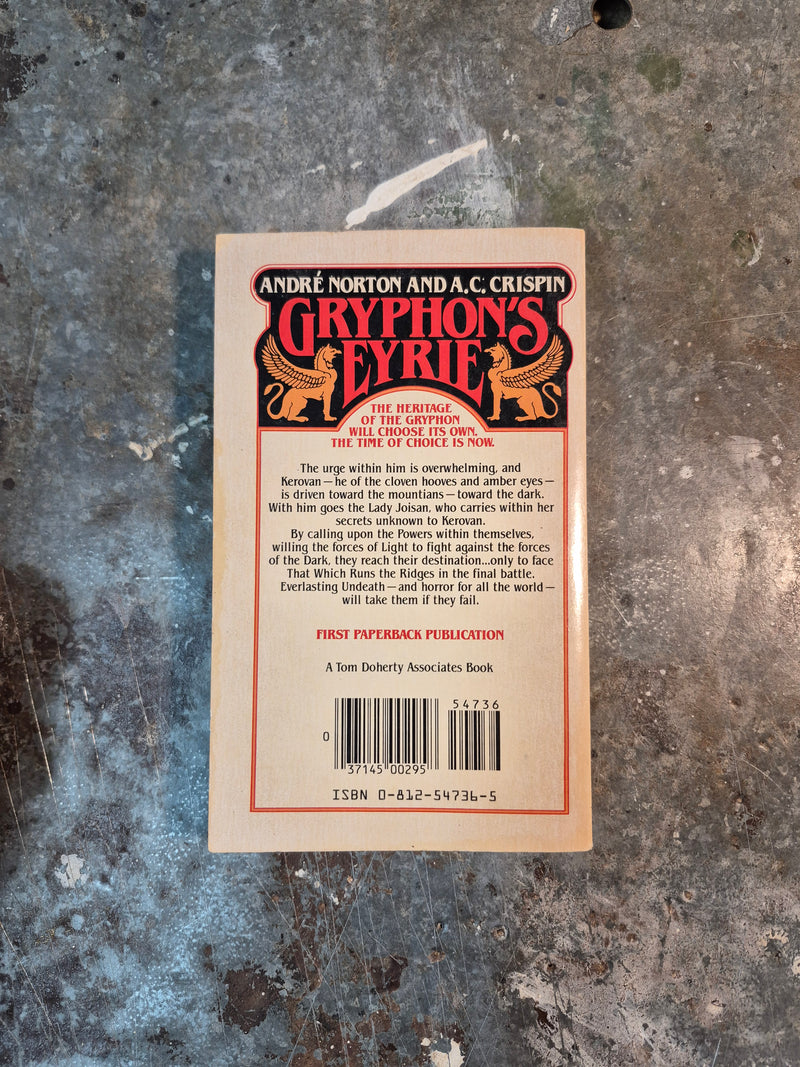 ANDRÉ NORTON AND A.C. CRISPIN
GRYPHON'S
EYRIE
THE HERITAGE
OF THE GRYPHON
WILL CHOOSE ITS OWN.
THE TIME OF CHOICE IS NOW.
The urge within him is overwhelming, and
Kerovan—he of the cloven hooves and amber eyes—
is driven toward the mountians—toward the dark.
With him goes the Lady Joisan, who carries within her
secrets unknown to Kerovan.
By calling upon the Powers within themselves,
willing the forces of Light to fight against the forces
of the Dark, they reach their destination...only to face
That Which Runs the Ridges in the final battle.
Everlasting Undeath—and horror for all the world—
will take them if they fail.
FIRST PAPERBACK PUBLICATION
A Tom Doherty Associates Book
54736
0
37145 00295
ISBN 0-812-54736-5